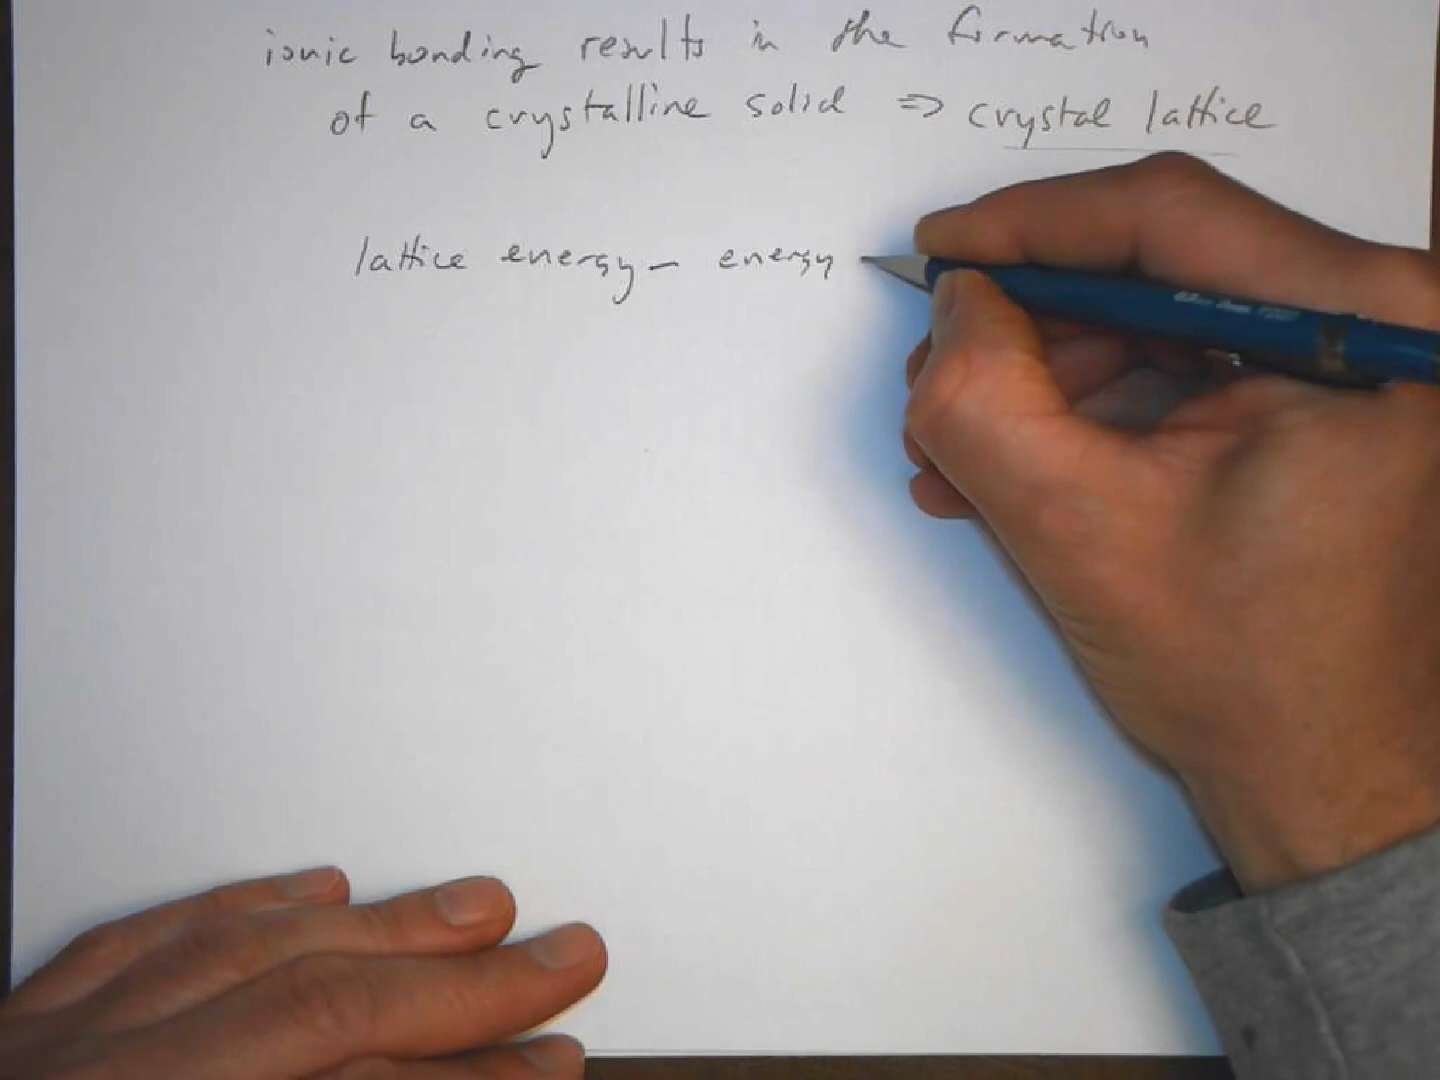 ionic bonding results in the formation
of a crystalline solid ⇒ crystal lattice
lattice energy – energy